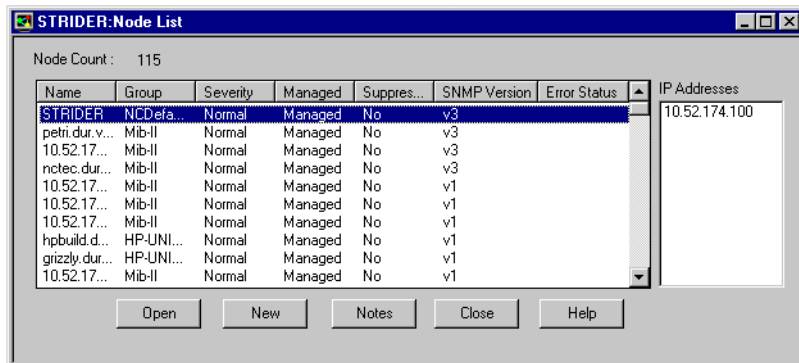 STRIDER:Node List
Node Count : 115
Name Group Severity Managed Suppres... SNMP Version Error Status IP Addresses
STRIDER NCDefa... Normal Managed No v3 10.52.174.100
petri.dur.v... Mib-II Normal Managed No v3
10.52.17... Mib-II Normal Managed No v3
nctec.dur... Mib-II Normal Managed No v3
10.52.17... Mib-II Normal Managed No v1
10.52.17... Mib-II Normal Managed No v1
10.52.17... Mib-II Normal Managed No v1
hpbuild.d... HP-UNI... Normal Managed No v1
grizzly.dur... HP-UNI... Normal Managed No v1
10.52.17... Mib-II Normal Managed No v1
Open New Notes Close Help